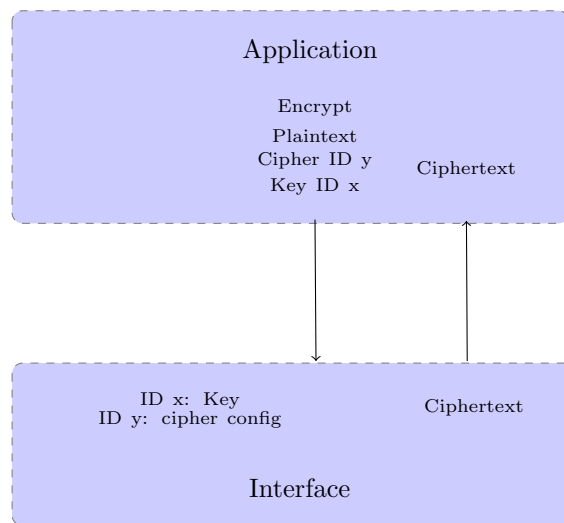 Application
Encrypt
Plaintext
Cipher ID y
Key ID x
Ciphertext
ID x: Key
ID y: cipher config
Ciphertext
Interface